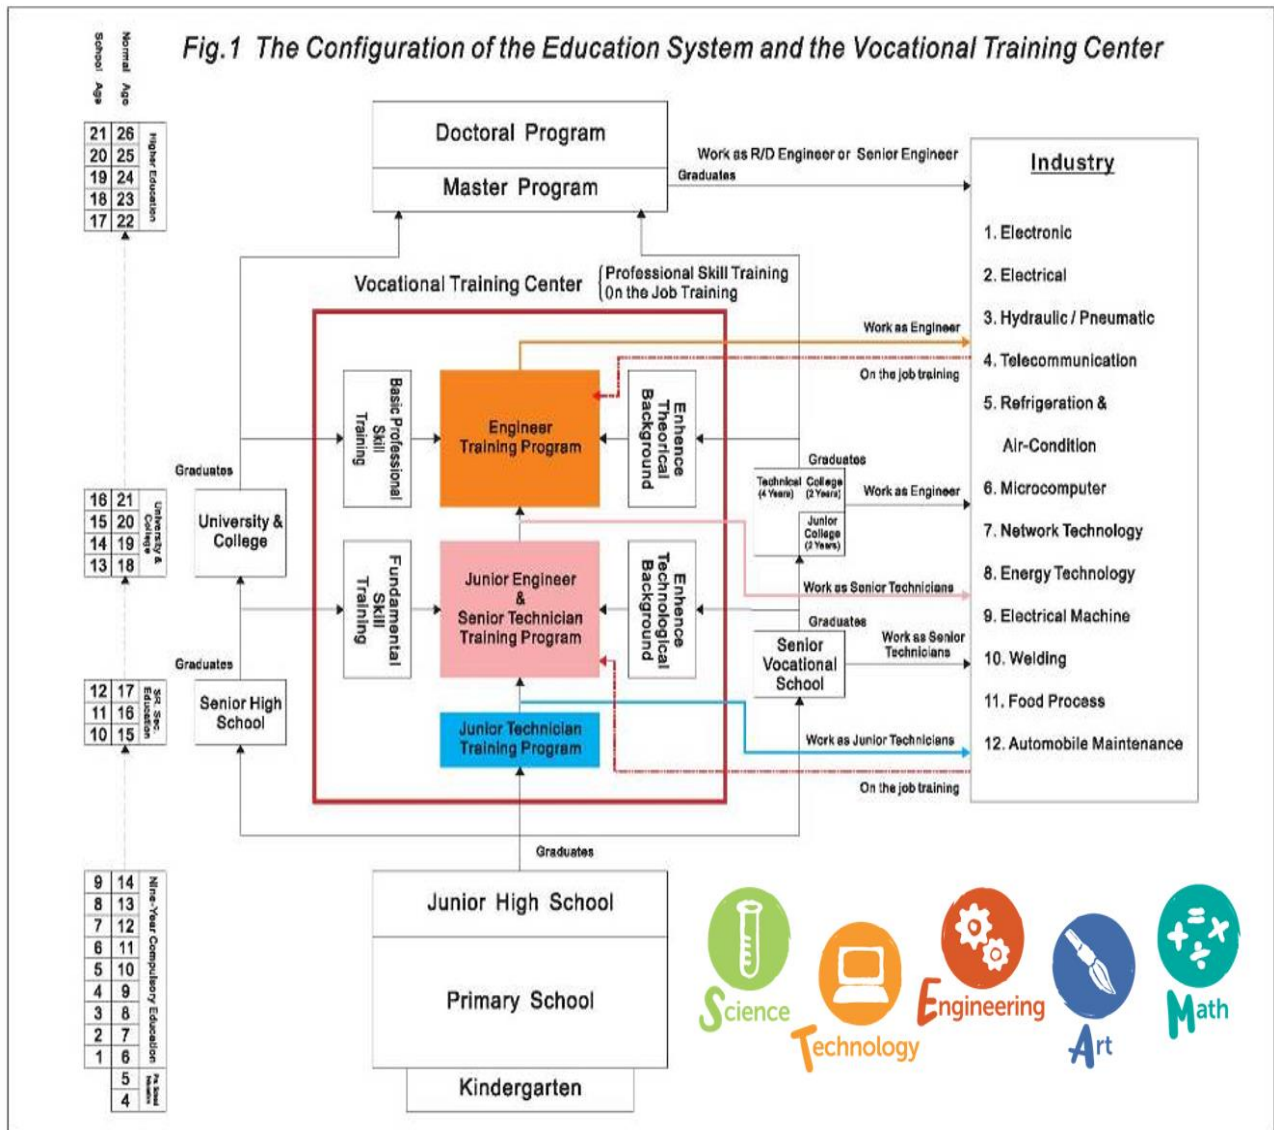 Fig.1 The Configuration of the Education System and the Vocational Training Center
School Age
Normal Age
21 26
20 25
19 24
18 23
17 22
Higher Education
16 21
15 20
14 19
13 18
University &
College
12 17
11 16
10 15
SR. Sec.
Education
9 14
8 13
7 12
6 11
5 10
4 9
3 8
2 7
1 6
Nine-Year Compulsory Education
5
4
Doctoral Program
Master Program
Work as R/D Engineer or Senior Engineer
Graduates
Vocational Training Center
Professional Skill Training
On the Job Training
Work as Engineer
On the job training
Basic Professional
Skill
Training
Engineer
Training Program
Enhence
Theorical
Background
Graduates
University &
College
Graduates
Technical College
(4 Years) (2 Years)
Junior
College
(2 Years)
Work as Engineer
Fundamental
Skill
Training
Junior Engineer
&
Senior Technician
Training Program
Enhence
Technological
Background
Work as Senior Technicians
Graduates
Graduates
Senior High
School
Senior
Vocational
School
Work as Senior
Technicians
Junior Technician
Training Program
Work as Junior Technicians
On the job training
Graduates
Junior High School
Primary School
Kindergarten
Industry
1. Electronic
2. Electrical
3. Hydraulic / Pneumatic
4. Telecommunication
5. Refrigeration &
Air-Condition
6. Microcomputer
7. Network Technology
8. Energy Technology
9. Electrical Machine
10. Welding
11. Food Process
12. Automobile Maintenance
Science
Technology
Engineering
Art
Math